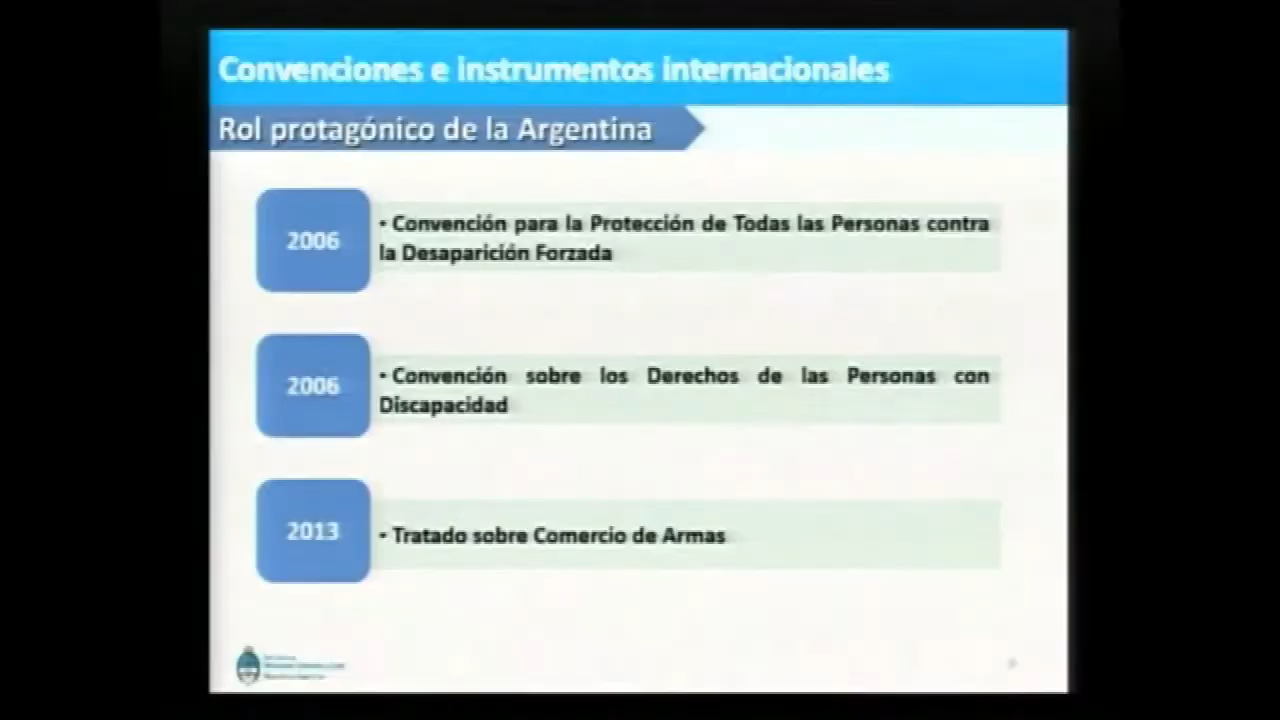 Convenciones e instrumentos internacionales
Rol protagónico de la Argentina
2006
• Convención para la Protección de Todas las Personas contra
la Desaparición Forzada
2006
• Convención sobre los Derechos de las Personas con
Discapacidad
2013
• Tratado sobre Comercio de Armas